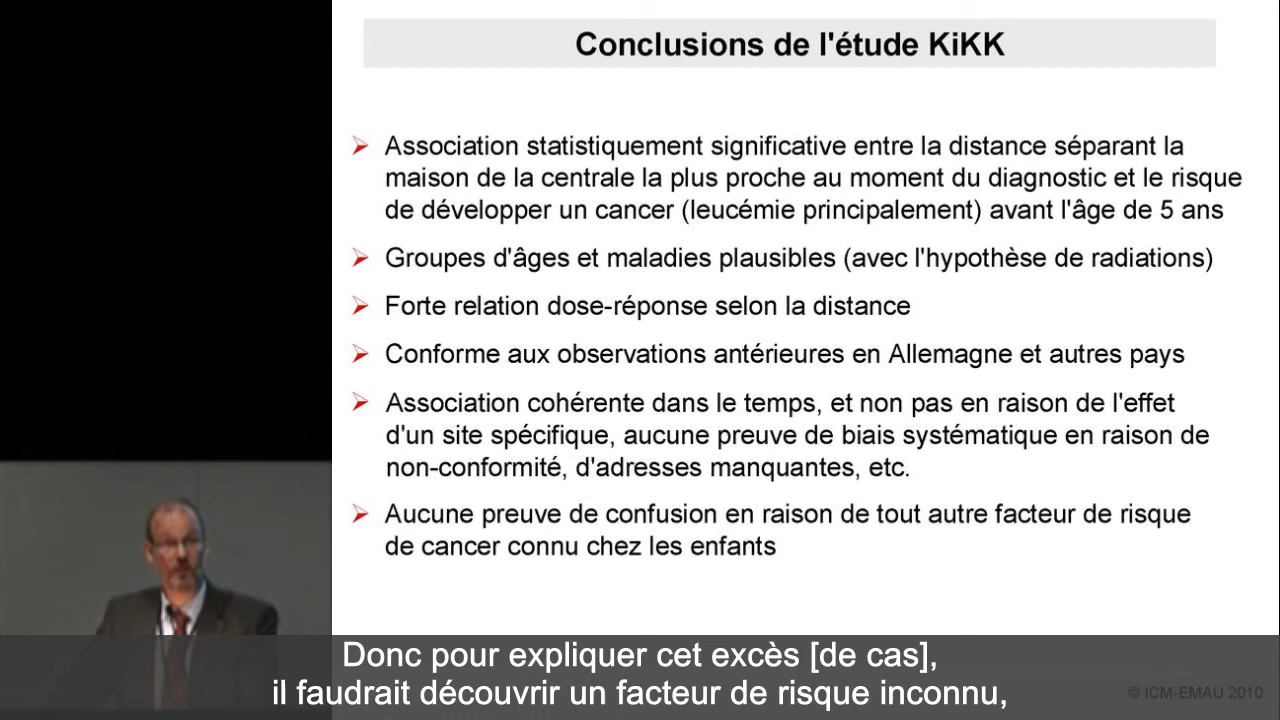 Conclusions de l'étude KiKK
Association statistiquement significative entre la distance séparant la
maison de la centrale la plus proche au moment du diagnostic et le risque
de développer un cancer (leucémie principalement) avant l'âge de 5 ans
Groupes d'âges et maladies plausibles (avec l'hypothèse de radiations)
Forte relation dose-réponse selon la distance
Conforme aux observations antérieures en Allemagne et autres pays
Association cohérente dans le temps, et non pas en raison de l'effet
d'un site spécifique, aucune preuve de biais systématique en raison de
non-conformité, d'adresses manquantes, etc.
Aucune preuve de confusion en raison de tout autre facteur de risque
de cancer connu chez les enfants
Donc pour expliquer cet excès [de cas],
il faudrait découvrir un facteur de risque inconnu,
© ICM-EMAU 2010